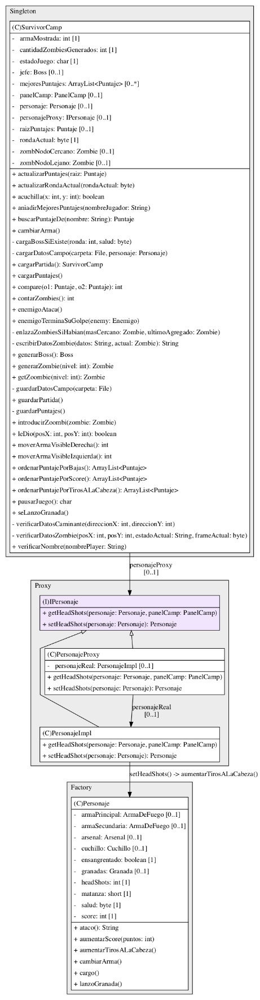 Singleton
(C)SurvivorCamp
- armaMostrada: int [1]
- cantidadZombiesGenerados: int [1]
- estadoJuego: char [1]
- jefe: Boss [0..1]
- mejoresPuntajes: ArrayList<Puntaje> [0..*]
- panelCamp: PanelCamp [0..1]
- personaje: Personaje [0..1]
- personajeProxy: IPersonaje [0..1]
- raizPuntajes: Puntaje [0..1]
- rondaActual: byte [1]
- zombNodoCercano: Zombie [0..1]
- zombNodoLejano: Zombie [0..1]
+ actualizarPuntajes(raiz: Puntaje)
+ actualizarRondaActual(rondaActual: byte)
+ acuchilla(x: int, y: int): boolean
+ aniadirMejoresPuntajes(nombreJugador: String)
+ buscarPuntajeDe(nombre: String): Puntaje
+ cambiarArma()
- cargaBossSiExiste(ronda: int, salud: byte)
- cargarDatosCampo(carpeta: File, personaje: Personaje)
+ cargarPartida(): SurvivorCamp
+ cargarPuntajes()
+ compare(o1: Puntaje, o2: Puntaje): int
+ contarZombies(): int
+ enemigoAtaca()
+ enemigoTerminaSuGolpe(enemy: Enemigo)
- enlazaZombiesSiHabian(masCercano: Zombie, ultimoAgregado: Zombie)
- escribirDatosZombie(datos: String, actual: Zombie): String
+ generarBoss(): Boss
+ generarZombie(nivel: int): Zombie
+ getZoombie(nivel: int): Zombie
- guardarDatosCampo(carpeta: File)
+ guardarPartida()
- guardarPuntajes()
+ introducirZoombi(zombie: Zombie)
+ leDio(posX: int, posY: int): boolean
+ moverArmaVisibleDerecha(): int
+ moverArmaVisibleIzquierda(): int
+ ordenarPuntajePorBajas(): ArrayList<Puntaje>
+ ordenarPuntajePorScore(): ArrayList<Puntaje>
+ ordenarPuntajePorTirosALaCabeza(): ArrayList<Puntaje>
+ pausarJuego(): char
+ seLanzoGranada()
- verificarDatosCaminante(direccionX: int, direccionY: int)
- verificarDatosZombie(posX: int, posY: int, estadoActual: String, frameActual: byte)
+ verificarNombre(nombrePlayer: String)
personajeProxy
[0..1]
Proxy
(I)IPersonaje
+ getHeadShots(personaje: Personaje, panelCamp: PanelCamp)
+ setHeadShots(personaje: Personaje): Personaje
(C)PersonajeProxy
- personajeReal: PersonajeImpl [0..1]
+ getHeadShots(personaje: Personaje, panelCamp: PanelCamp)
+ setHeadShots(personaje: Personaje): Personaje
personajeReal
[0..1]
(C)PersonajeImpl
+ getHeadShots(personaje: Personaje, panelCamp: PanelCamp)
+ setHeadShots(personaje: Personaje): Personaje
setHeadShots() -> aumentarTirosALaCabeza()
Factory
(C)Personaje
- armaPrincipal: ArmaDeFuego [0..1]
- armaSecundaria: ArmaDeFuego [0..1]
- arsenal: Arsenal [0..1]
- cuchillo: Cuchillo [0..1]
- ensangrentado: boolean [1]
- granadas: Granada [0..1]
- headShots: int [1]
- matanza: short [1]
- salud: byte [1]
- score: int [1]
+ ataco(): String
+ aumentarScore(puntos: int)
+ aumentarTirosALaCabeza()
+ cambiarArma()
+ cargo()
+ lanzoGranada()